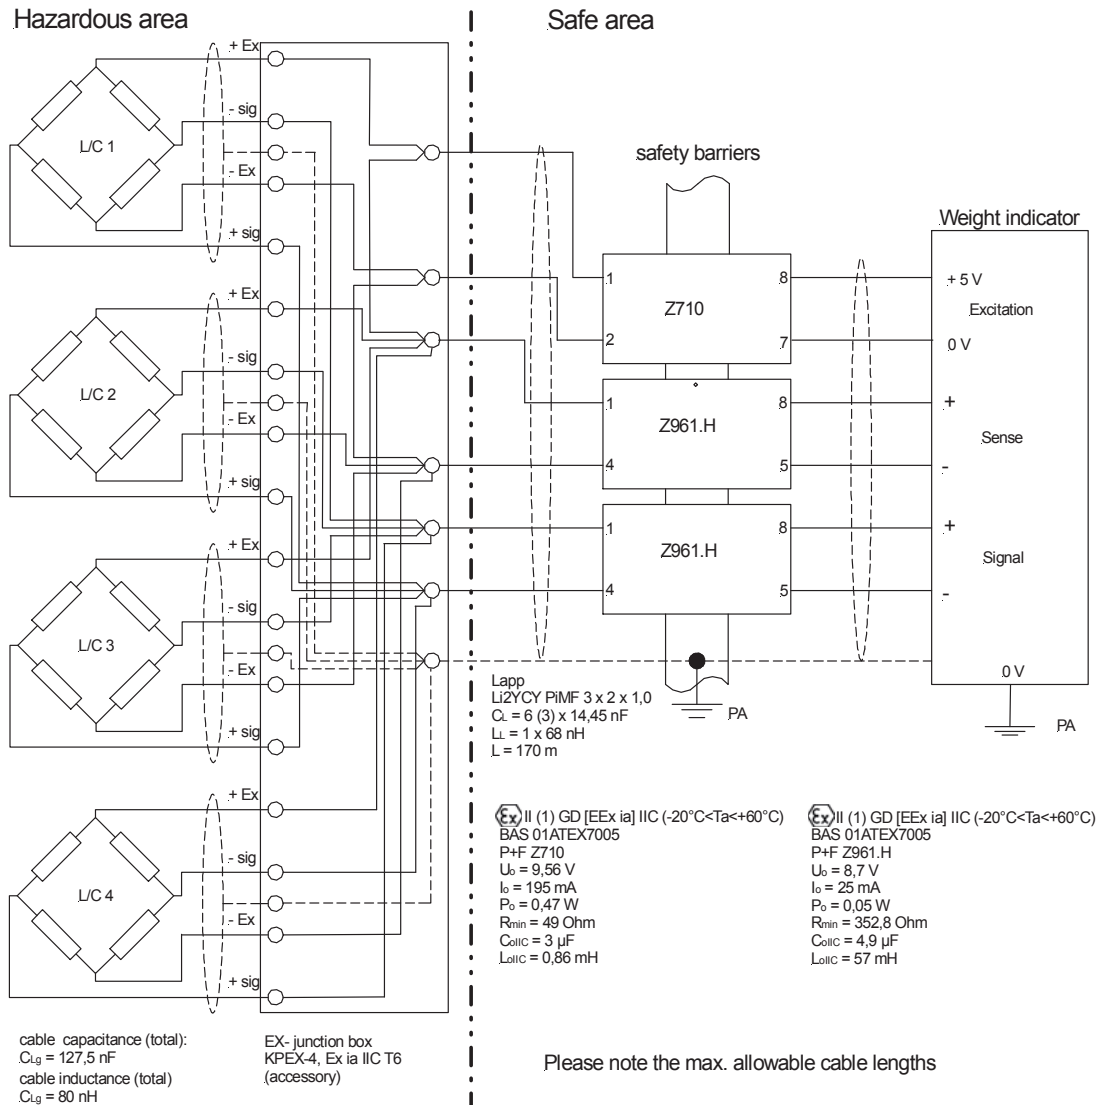 Hazardous area
Safe area
+ Ex
- sig
- Ex
+ sig
L/C 1
+ Ex
- sig
- Ex
+ sig
L/C 2
+ Ex
- sig
- Ex
+ sig
L/C 3
+ Ex
- sig
- Ex
+ sig
L/C 4
safety barriers
Weight indicator
1
8
Z710
2
7
1
8
Z961.H
4
5
1
8
Z961.H
4
5
+ 5 V
Excitation
0 V
+
Sense
-
+
Signal
-
0 V
PA
PA
Lapp
Li2YCY PiMF 3 x 2 x 1,0
CL = 6 (3) x 14,45 nF
LL = 1 x 68 nH
L = 170 m
Ex II (1) GD [EEx ia] IIC (-20°C<Ta<+60°C)
BAS 01ATEX7005
P+F Z710
Uo = 9,56 V
Io = 195 mA
Po = 0,47 W
Rmin = 49 Ohm
CoIIC = 3 µF
LoIIC = 0,86 mH
Ex II (1) GD [EEx ia] IIC (-20°C<Ta<+60°C)
BAS 01ATEX7005
P+F Z961.H
Uo = 8,7 V
Io = 25 mA
Po = 0,05 W
Rmin = 352,8 Ohm
CoIIC = 4,9 µF
LoIIC = 57 mH
cable capacitance (total):
CLg = 127,5 nF
cable inductance (total)
CLg = 80 nH
EX- junction box
KPEX-4, Ex ia IIC T6
(accessory)
Please note the max. allowable cable lengths